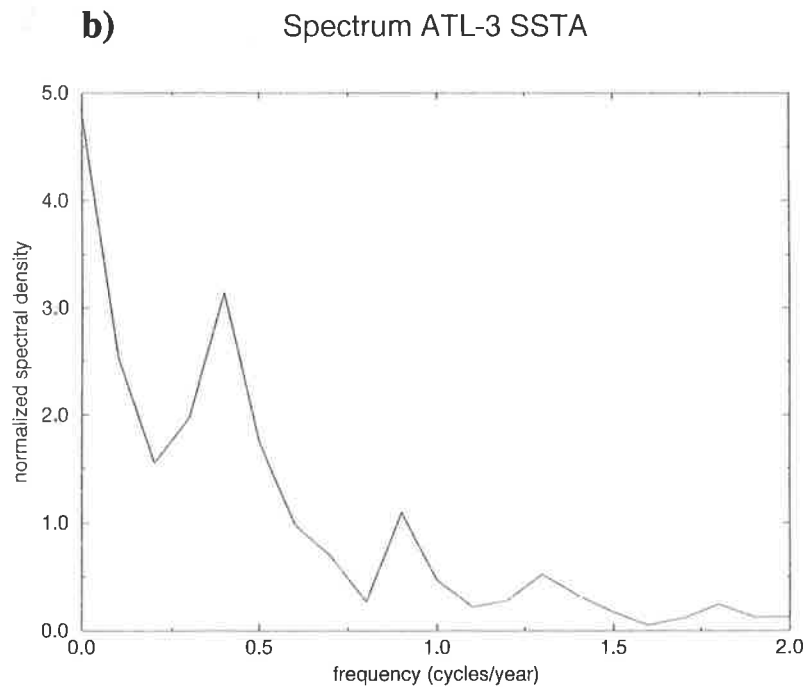 b) Spectrum ATL-3 SSTA
5.0
4.0
3.0
2.0
1.0
0.0
normalized spectral density
0.0 0.5 1.0 1.5 2.0
frequency (cycles/year)